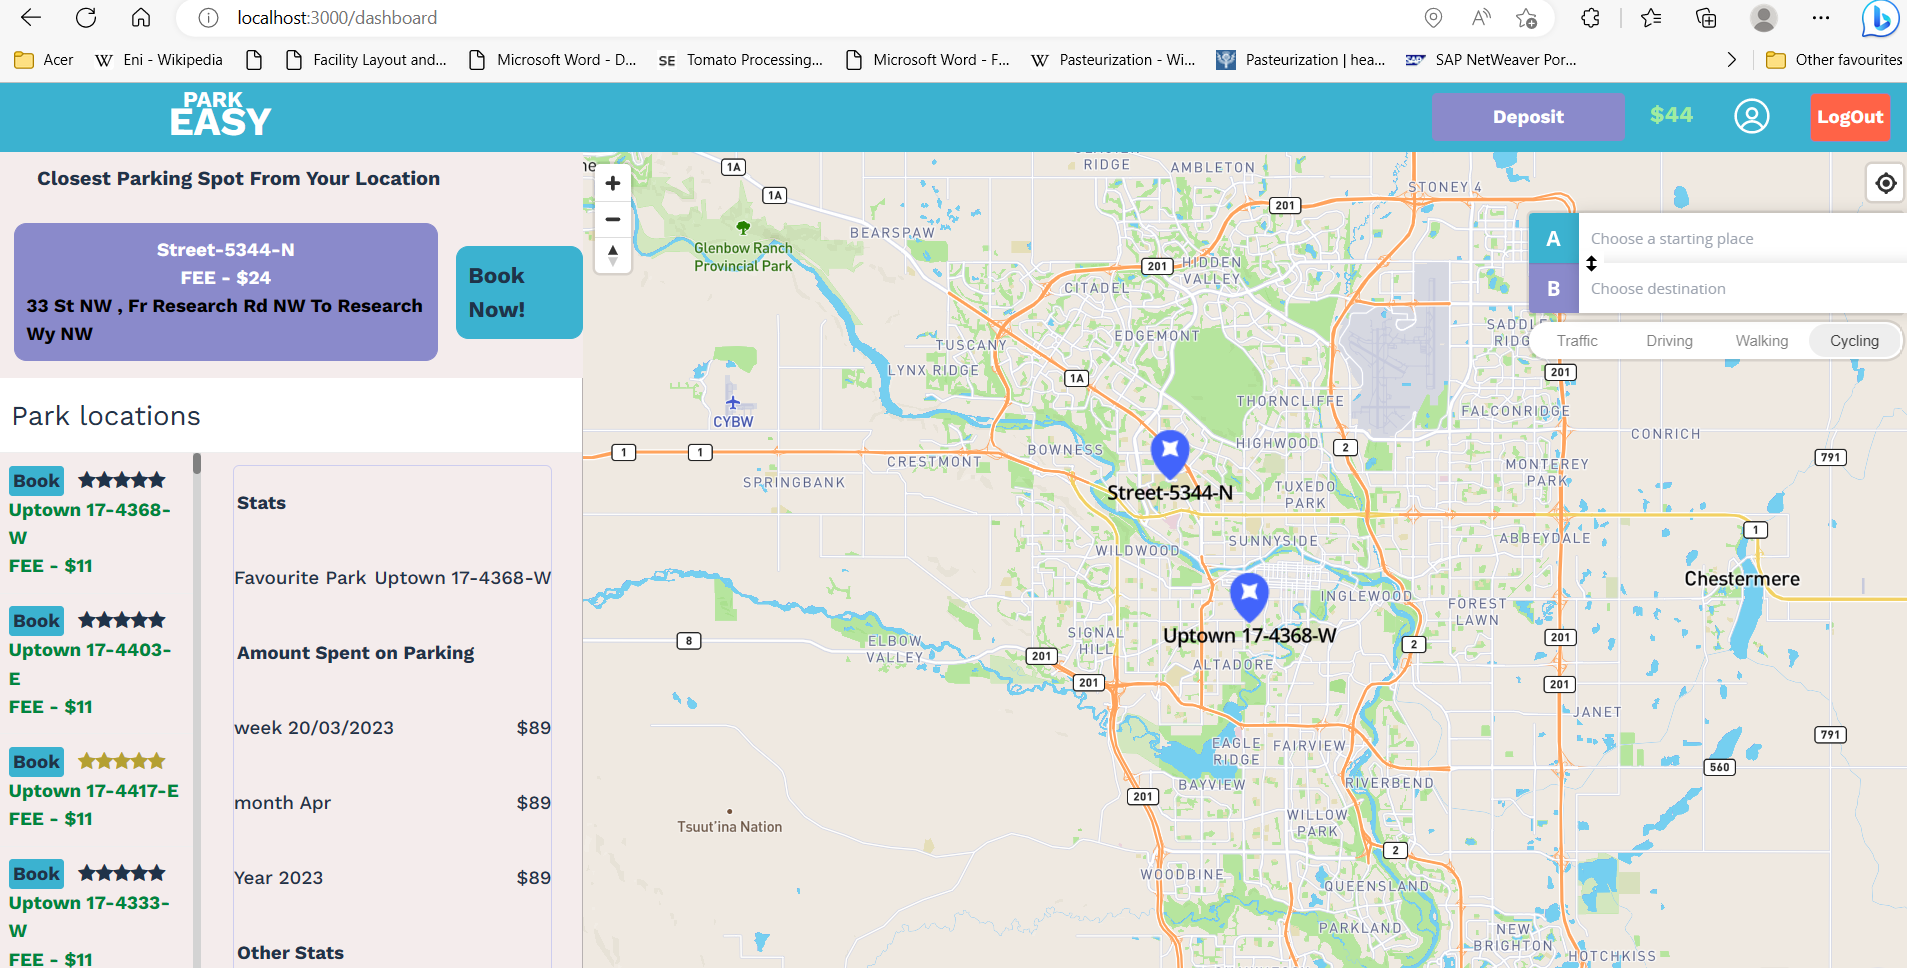 localhost:3000/dashboard
Acer
Eni - Wikipedia
Facility Layout and...
Microsoft Word - D...
SE Tomato Processing...
Microsoft Word - F...
Pasteurization - Wi...
Pasteurization | hea...
SAP NetWeaver Por...
Other favourites
PARK
EASY
Deposit
$44
LogOut
Closest Parking Spot From Your Location
Street-5344-N
FEE - $24
33 St NW , Fr Research Rd NW To Research
Wy NW
Book
Now!
Park locations
Book
Uptown 17-4368-
W
FEE - $11
Book
Uptown 17-4403-
E
FEE - $11
Book
Uptown 17-4417-E
FEE - $11
Book
Uptown 17-4333-
W
FEE - $11
Stats
Favourite Park Uptown 17-4368-W
Amount Spent on Parking
week 20/03/2023 $89
month Apr $89
Year 2023 $89
Other Stats
A Choose a starting place
B Choose destination
Traffic Driving Walking Cycling
RIDGE
AMBLETON
STONEY 4
1A
1A
201
BEARSPAW
Glenbow Ranch
Provincial Park
201
HIDDEN
VALLEY
CITADEL
EDGEMONT
SADDLE
TUSCANY
LYNX RIDGE
1A
201
CYBW
THORNCLIFFE
FALCONRIDGE
CONRICH
1
1
CRESTMONT
BOWNESS
HIGHWOOD
2
791
MONTEREY
PARK
SPRINGBANK
Street-5344-N
TUXEDO
PARK
1
WILDWOOD
SUNNYSIDE
ABBEYDALE
Chestermere
INGLEWOOD
FOREST
LAWN
8
ELBOW
VALLEY
SIGNAL
HILL
Uptown 17-4368-W
201
2
201
ALTADORE
201
201
JANET
791
EAGLE
RIDGE
FAIRVIEW
560
BAYVIEW
RIVERBEND
201
WILLOW
PARK
Tsuut'ina Nation
2
WOODBINE
QUEENSLAND
PARKLAND
NEW
BRIGHTON
HOTCHKISS